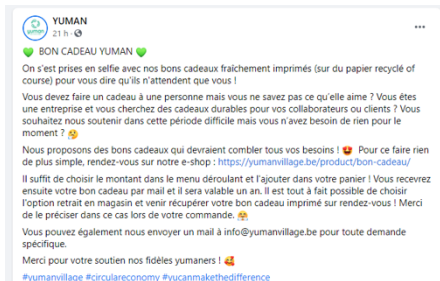 YUMAN
yuman
21 h
BON CADEAU YUMAN
On s'est prises en selfie avec nos bons cadeaux fraîchement imprimés (sur du papier recyclé of
course) pour vous dire qu'ils n'attendent que vous !
Vous devez faire un cadeau à une personne mais vous ne savez pas ce qu'elle aime ? Vous êtes
une entreprise et vous cherchez des cadeaux durables pour vos collaborateurs ou clients ? Vous
souhaitez nous soutenir dans cette période difficile mais vous n'avez besoin de rien pour le
moment ? 🤔
Nous proposons des bons cadeaux qui devraient combler tous vos besoins ! 🤩 Pour ce faire rien
de plus simple, rendez-vous sur notre e-shop : https://yumanvillage.be/product/bon-cadeau/
Il suffit de choisir le montant dans le menu déroulant et l'ajouter dans votre panier ! Vous recevrez
ensuite votre bon cadeau par mail et il sera valable un an. Il est tout à fait possible de choisir
l'option retrait en magasin et venir récupérer votre bon cadeau imprimé sur rendez-vous ! Merci
de le préciser dans ce cas lors de votre commande.
Vous pouvez également nous envoyer un mail à info@yumanvillage.be pour toute demande
spécifique.
Merci pour votre soutien nos fidèles yumaners ! 🥰
#yumanvillage #circulareconomy #yucanmakethedifference